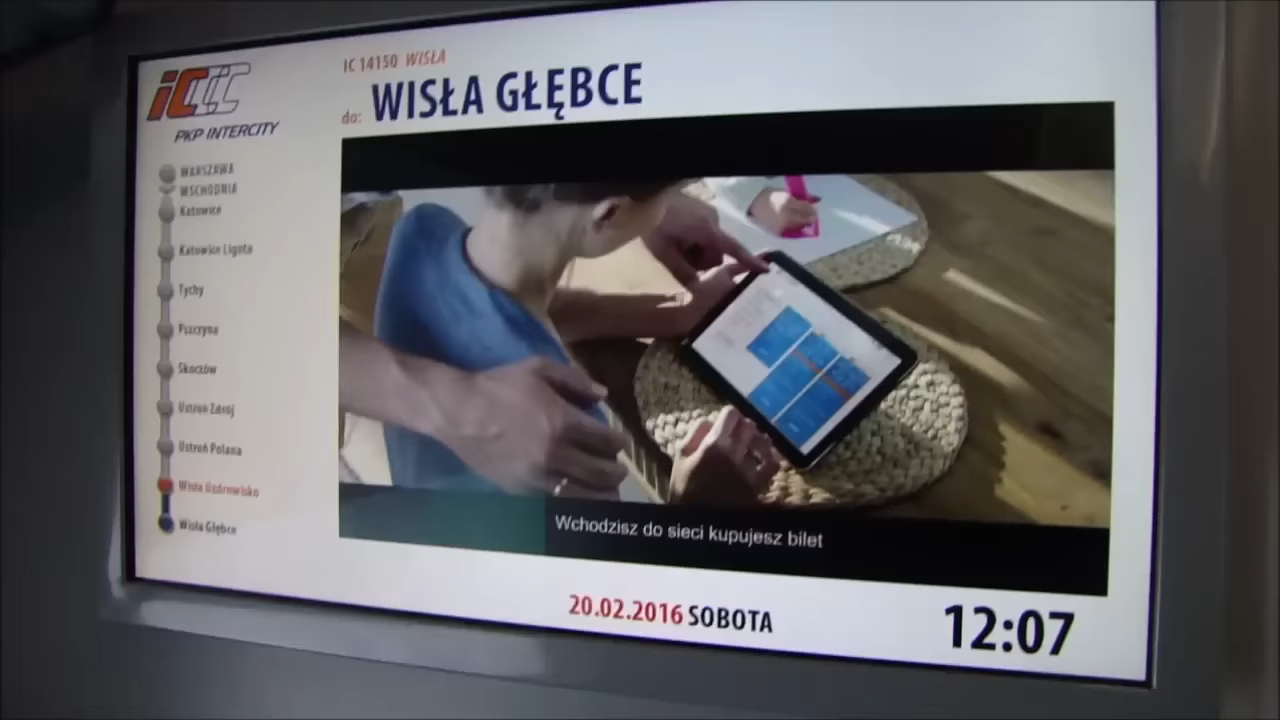 IC 14150 WISŁA
do: WISŁA GŁĘBCE
PKP INTERCITY
WARSZAWA
WSCHODNIA
Katowice
Katowice Ligota
Tychy
Pszczyna
Skoczów
Ustroń Zdrój
Ustroń Polana
Wisła Uzdrowisko
Wisła Głębce
Wchodzisz do sieci kupujesz bilet
20.02.2016 SOBOTA
12:07